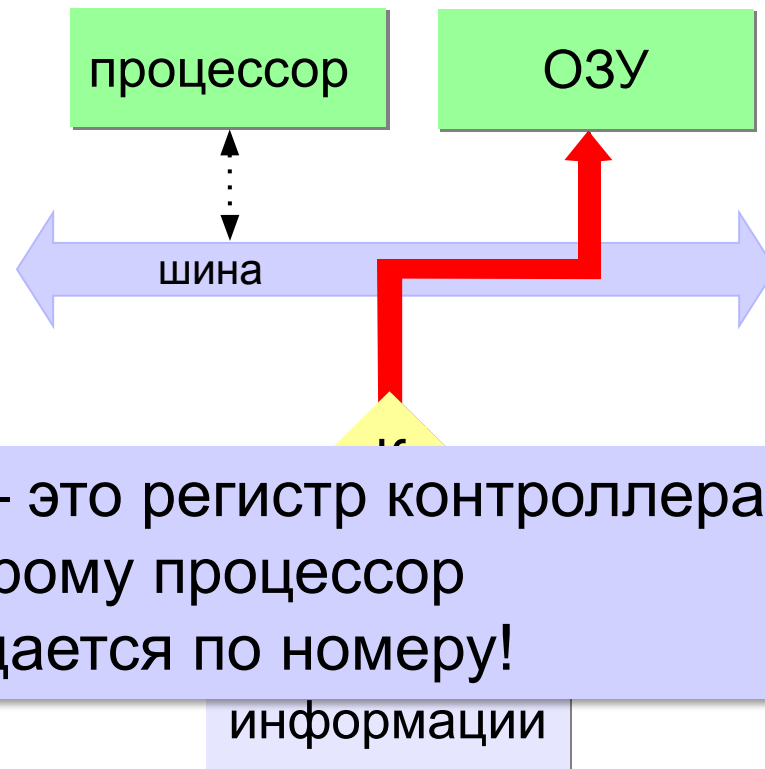 процессор
ОЗУ
шина
К
– это регистр контроллера
рому процессор
дается по номеру!
информации